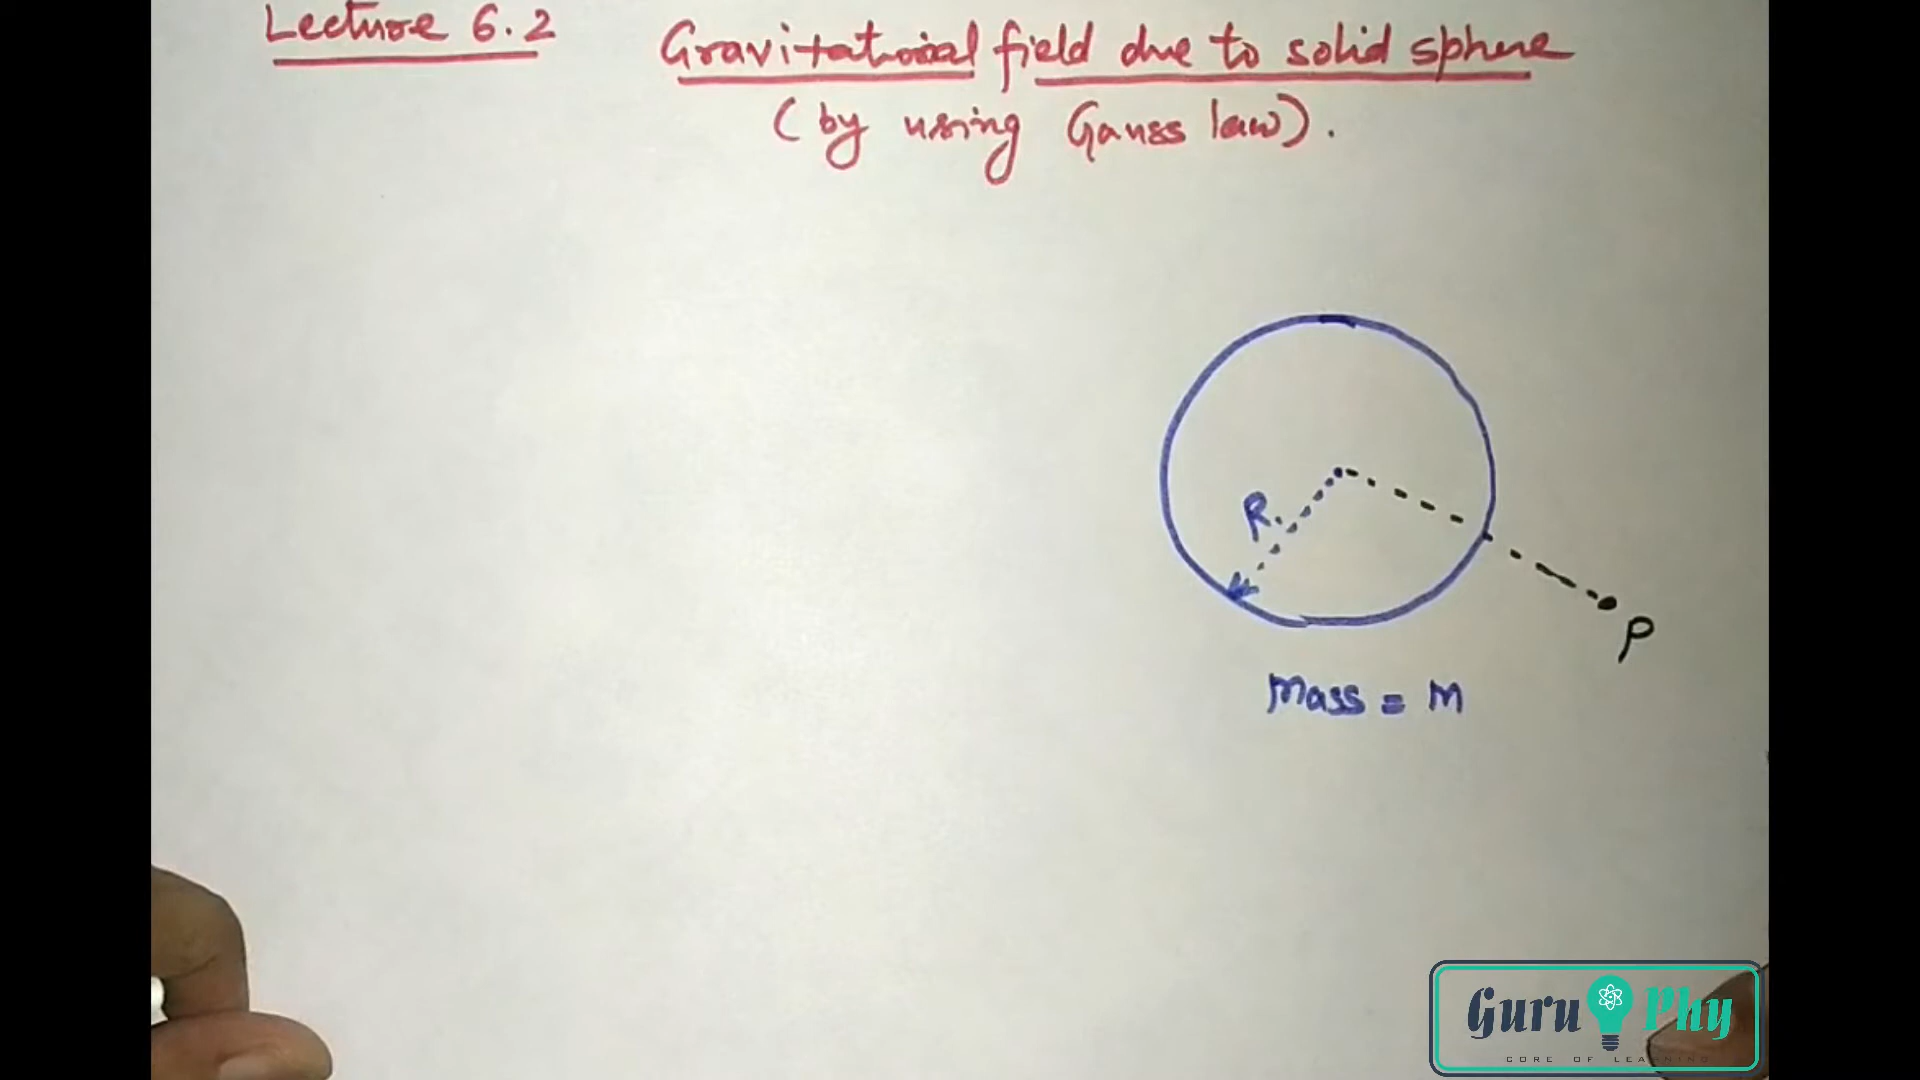 Lecture 6.2
Gravitational field due to solid sphere
(by using Gauss law).
R
P
Mass = M
Guru Phy
CORE OF LEARNING